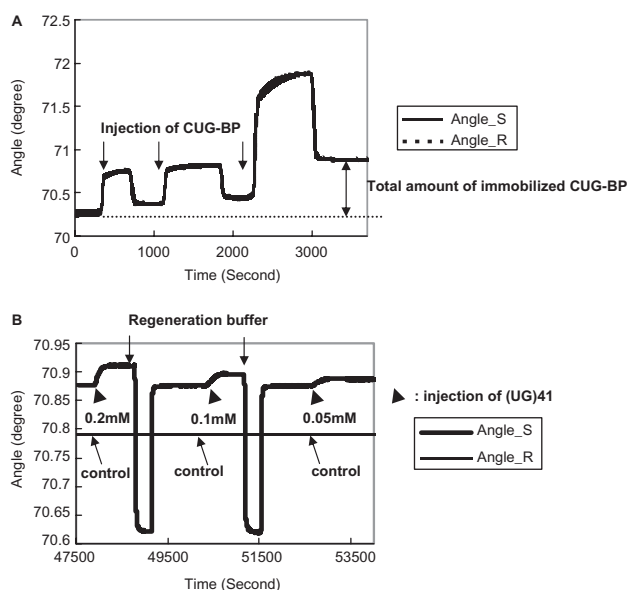 A
72.5
72
71.5
71
70.5
70
Angle (degree)
Injection of CUG-BP
Angle_S
Angle_R
Total amount of immobilized CUG-BP
0
1000
2000
3000
Time (Second)
B
Regeneration buffer
70.95
70.9
70.85
70.8
70.75
70.7
70.65
70.6
Angle (degree)
0.2mM
0.1mM
0.05mM
: injection of (UG)41
control
control
control
Angle_S
Angle_R
47500
49500
51500
53500
Time (Second)